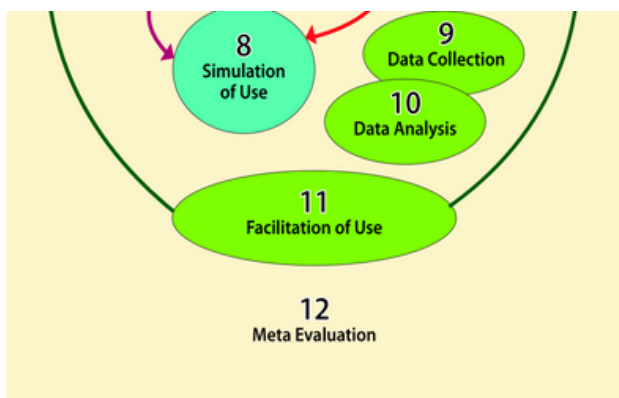 8
Simulation
of Use
9
Data Collection
10
Data Analysis
11
Facilitation of Use
12
Meta Evaluation